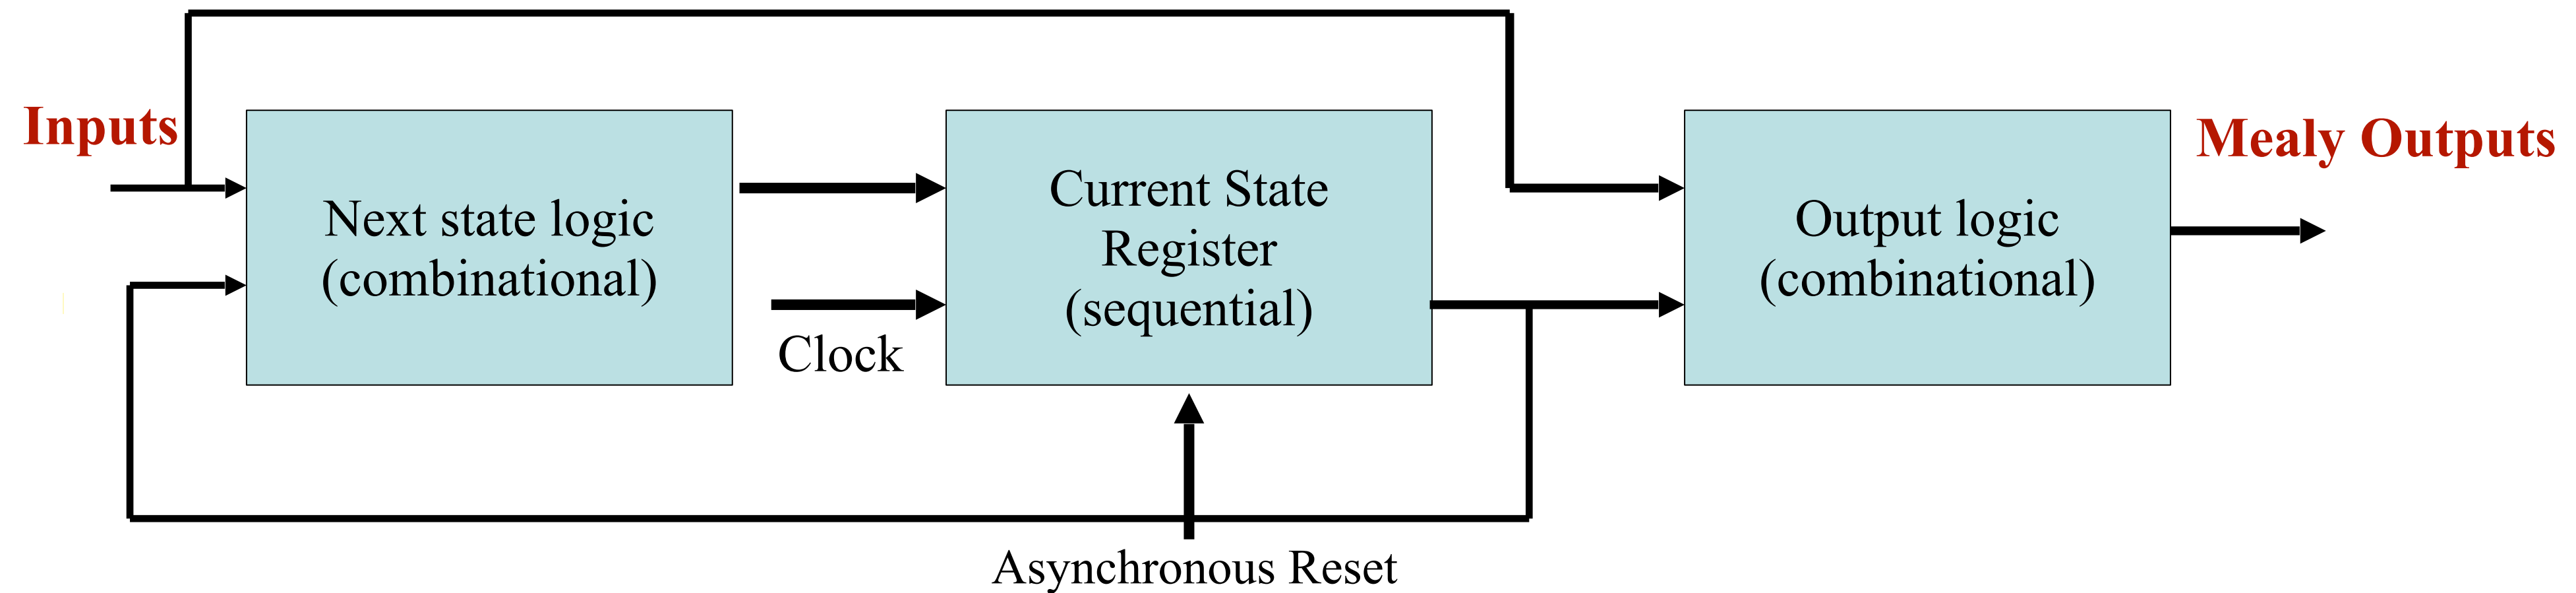 Inputs
Next state logic
(combinational)
Clock
Current State
Register
(sequential)
Asynchronous Reset
Output logic
(combinational)
Mealy Outputs